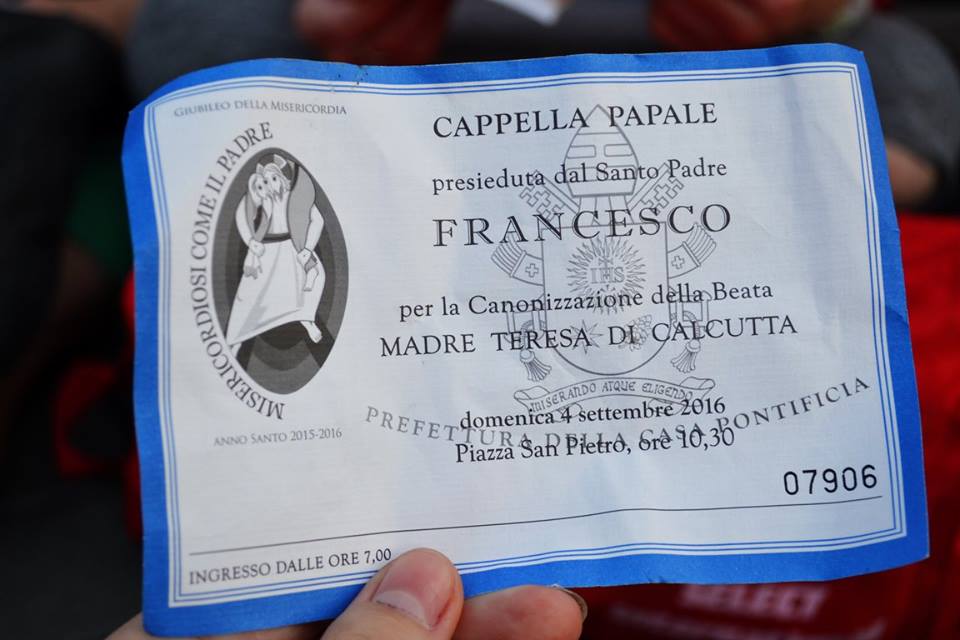 GIUBILEO DELLA MISERICORDIA
MISERICORDIOSI COME IL PADRE
ANNO SANTO 2015-2016
CAPPELLA PAPALE
presieduta dal Santo Padre
FRANCESCO
IHS
per la Canonizzazione della Beata
MADRE TERESA DI CALCUTTA
MISERANDO ATQUE ELIGENDO
domenica 4 settembre 2016
PREFETTURA DELLA CASA PONTIFICIA
Piazza San Pietro, ore 10,30
07906
INGRESSO DALLE ORE 7,00
SELECT